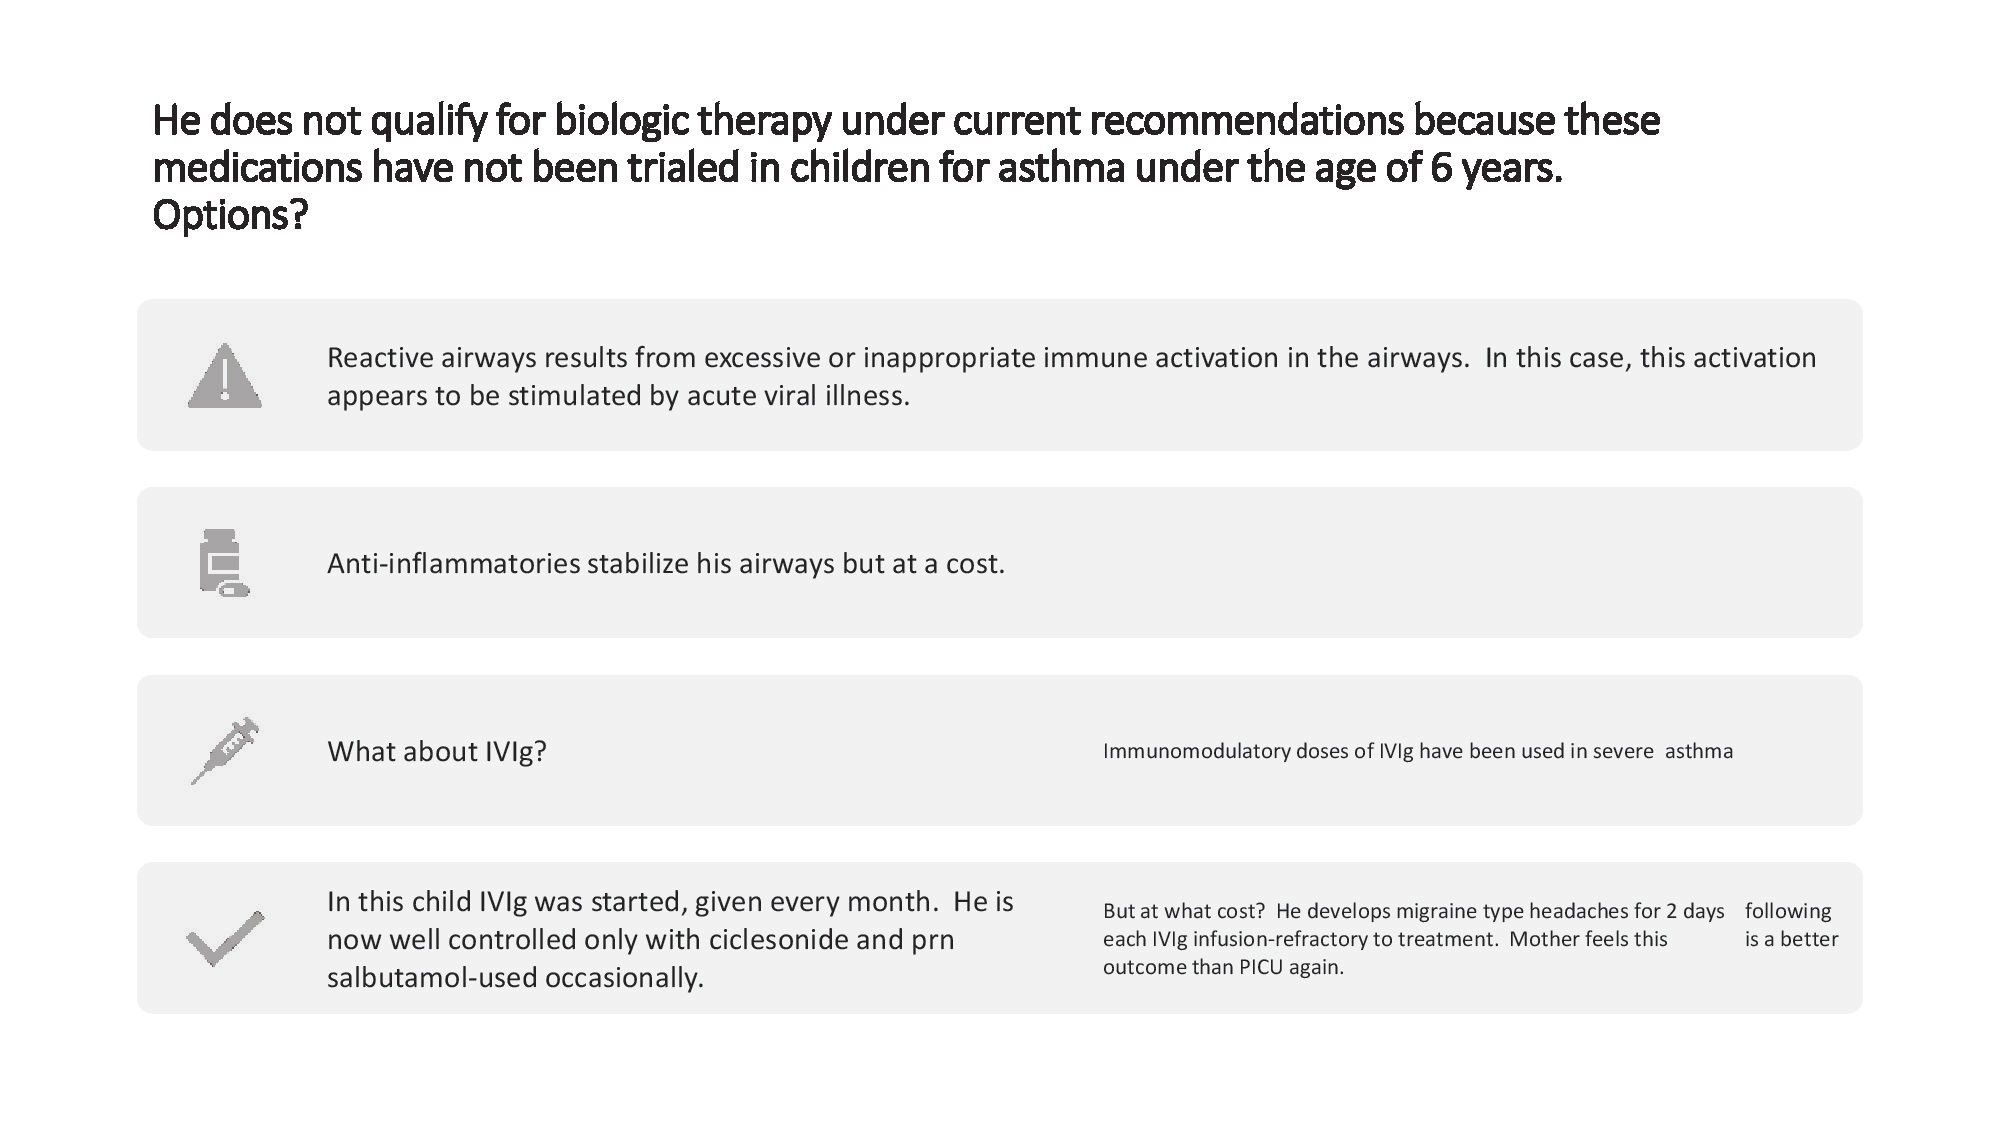 He does not qualify for biologic therapy under current recommendations because these
medications have not been trialed in children for asthma under the age of 6 years.
Options?
Reactive airways results from excessive or inappropriate immune activation in the airways.  In this case, this activation
appears to be stimulated by acute viral illness.
Anti-inflammatories stabilize his airways but at a cost.
What about IVIg?
Immunomodulatory doses of IVIg have been used in severe  asthma
In this child IVIg was started, given every month.  He is
now well controlled only with ciclesonide and prn
salbutamol-used occasionally.
But at what cost?  He develops migraine type headaches for 2 days following
each IVIg infusion-refractory to treatment.  Mother feels this is a better
outcome than PICU again.